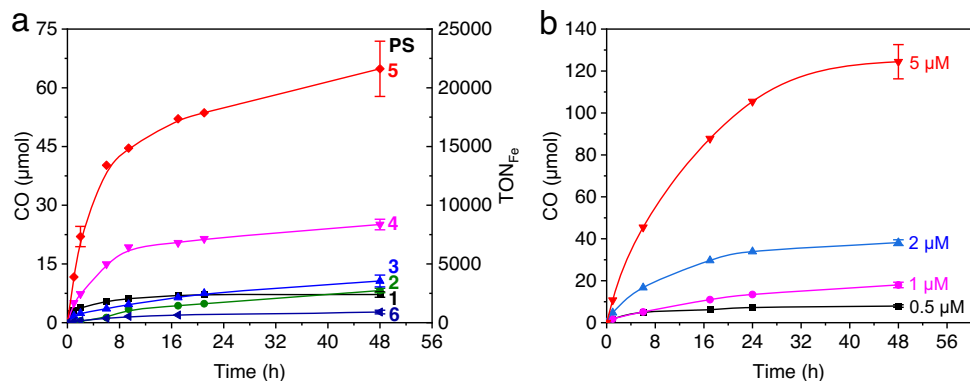 a
75
60
45
30
15
0
CO (μmol)
0 8 16 24 32 40 48 56
Time (h)
25000
20000
15000
10000
5000
0
TON_Fe
PS
5
4
3
2
1
6
b
140
120
100
80
60
40
20
0
CO (μmol)
0 8 16 24 32 40 48 56
Time (h)
5 μM
2 μM
1 μM
0.5 μM